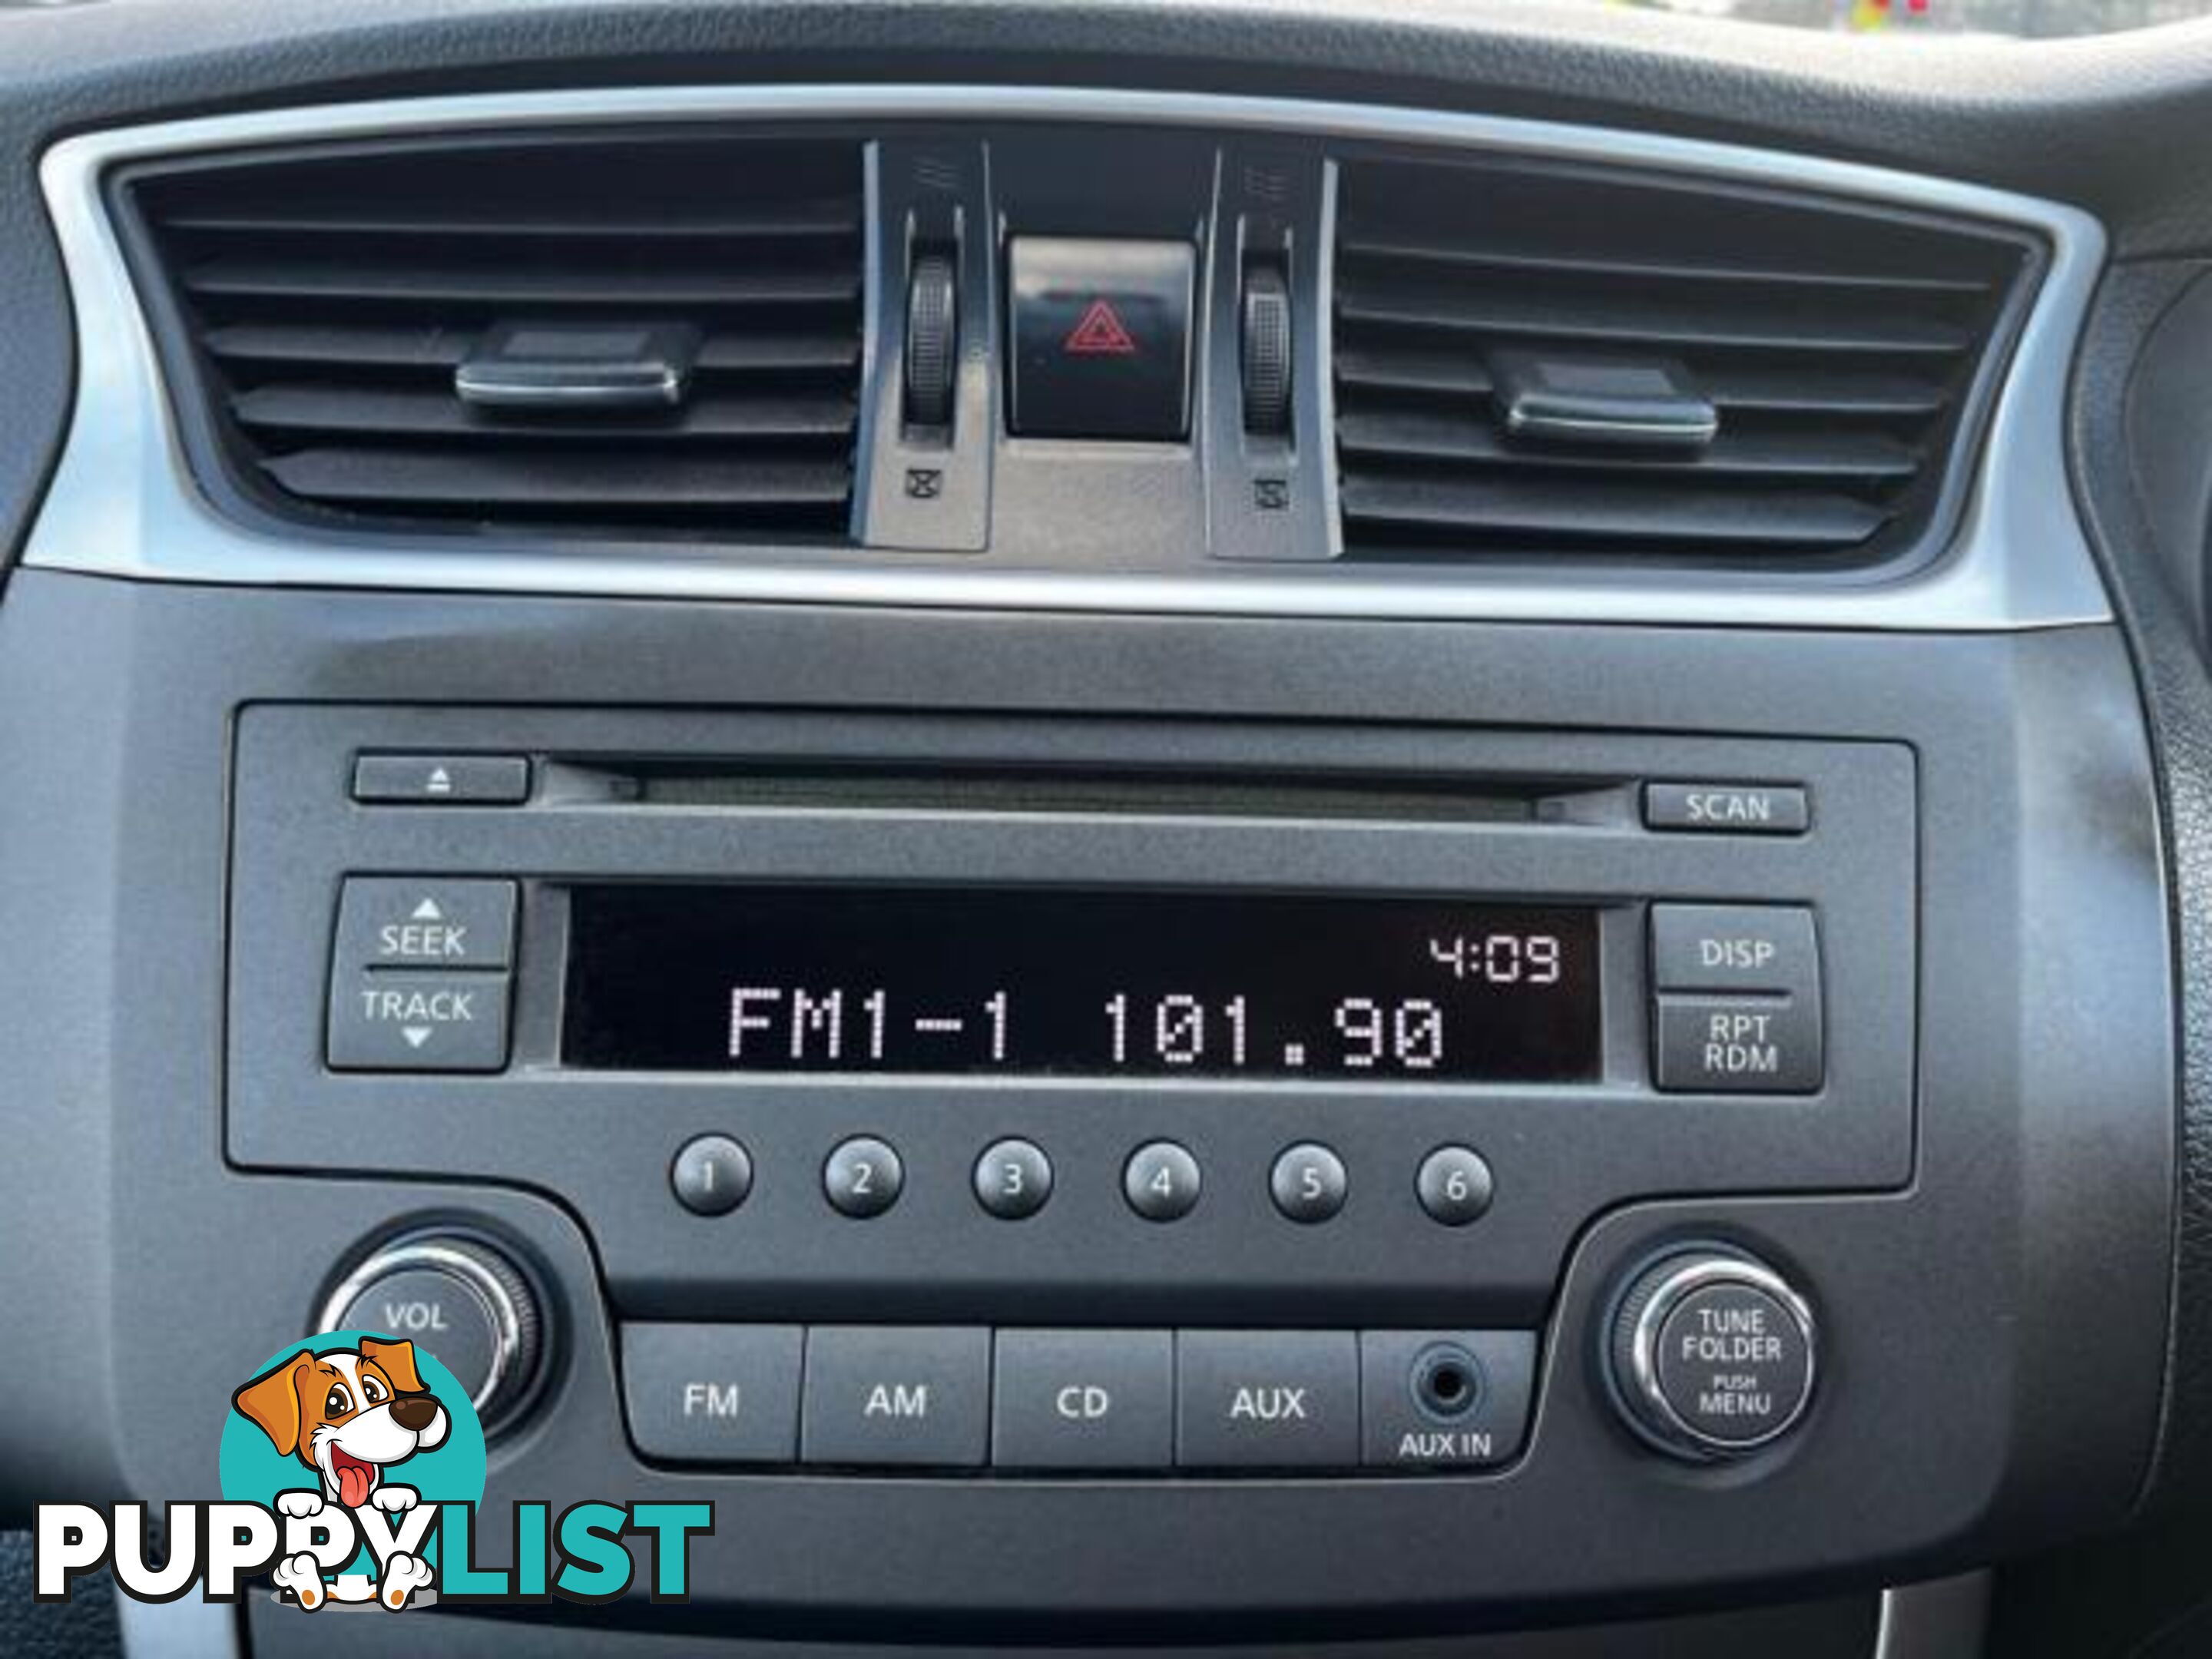 SCAN
SEEK
TRACK
4:09
FM1-1 101.90
DISP
RPT
RDM
1 2 3 4 5 6
VOL
FM AM CD AUX
AUX IN
TUNE
FOLDER
PUSH
MENU
PUPPYLIST